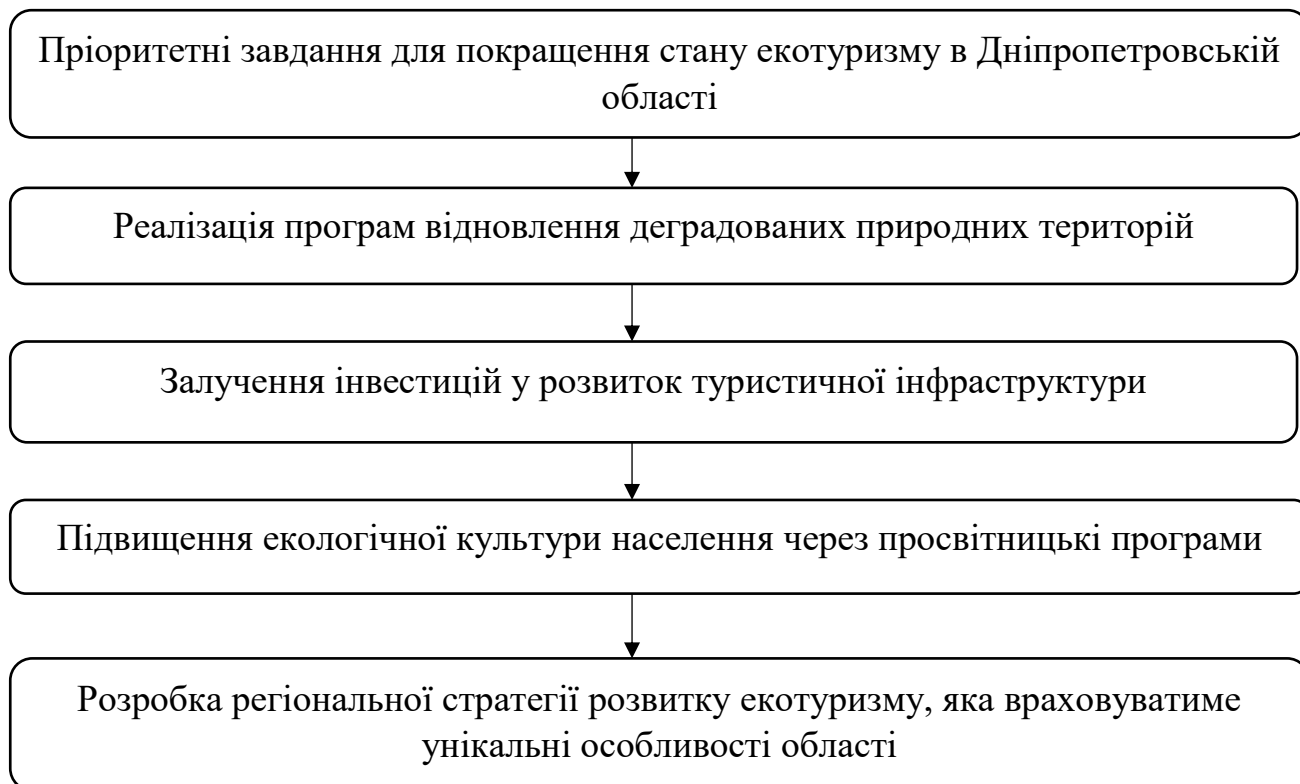 Пріоритетні завдання для покращення стану екотуризму в Дніпропетровській
області
Реалізація програм відновлення деградованих природних територій
Залучення інвестицій у розвиток туристичної інфраструктури
Підвищення екологічної культури населення через просвітницькі програми
Розробка регіональної стратегії розвитку екотуризму, яка враховуватиме
унікальні особливості області